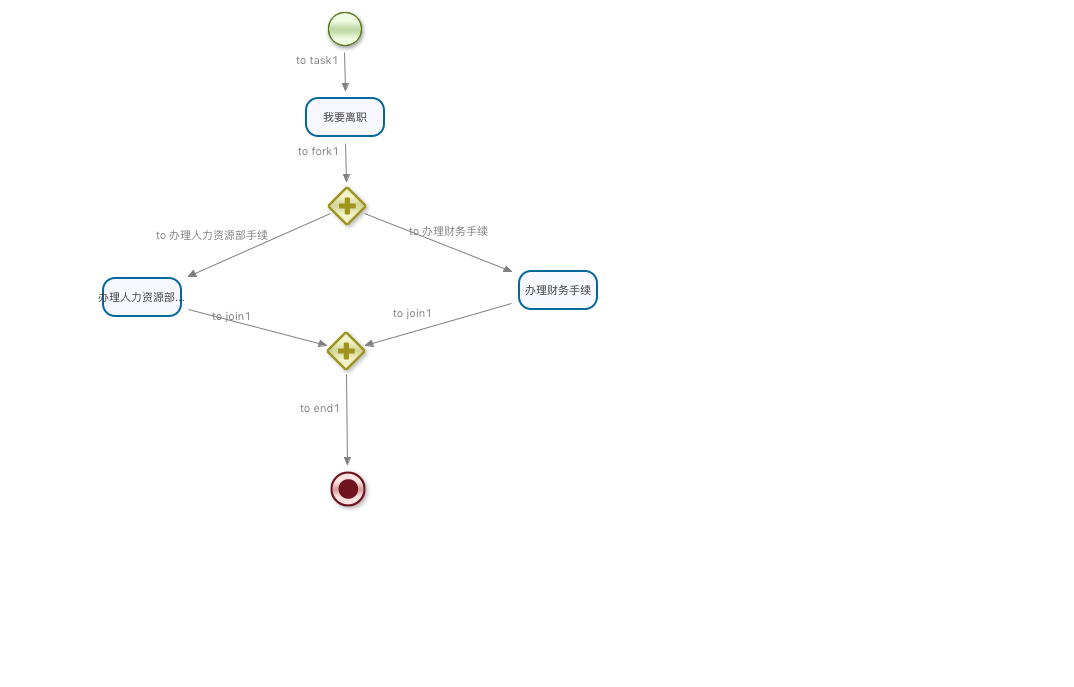 to task1
我要离职
to fork1
to 办理人力资源部手续
to 办理财务手续
办理人力资源部...
办理财务手续
to join1
to join1
to end1